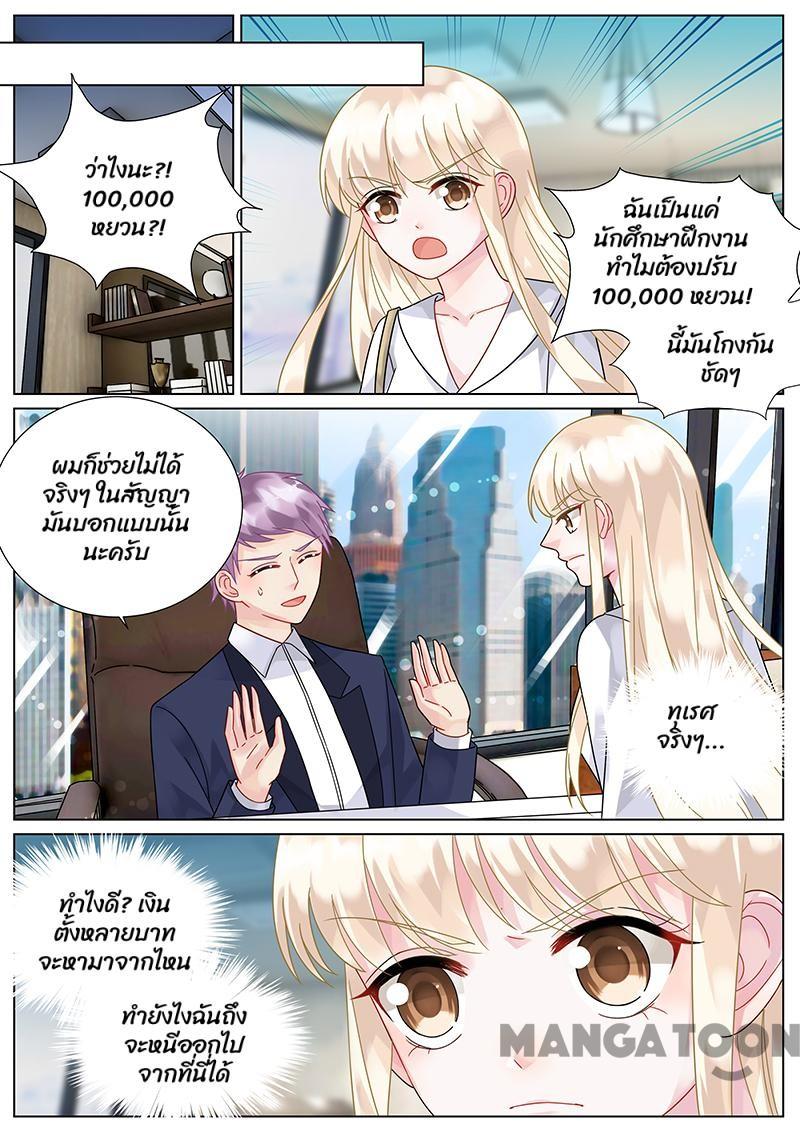 ว่าไงนะ?!
100,000
หยวน?!
ฉันเป็นแค่
นักศึกษาฝึกงาน
ทำไมต้องปรับ
100,000 หยวน!
นี้มันโกงกัน
ชัดๆ
ผมก็ช่วยไม่ได้
จริงๆ ในสัญญา
มันบอกแบบนั้น
นะครับ
ทุเรศ
จริงๆ...
ทำไงดี? เงิน
ตั้งหลายบาท
จะหามาจากไหน
ทำยังไงฉันถึง
จะหนีออกไป
จากที่นี่ได้
MANGATOON